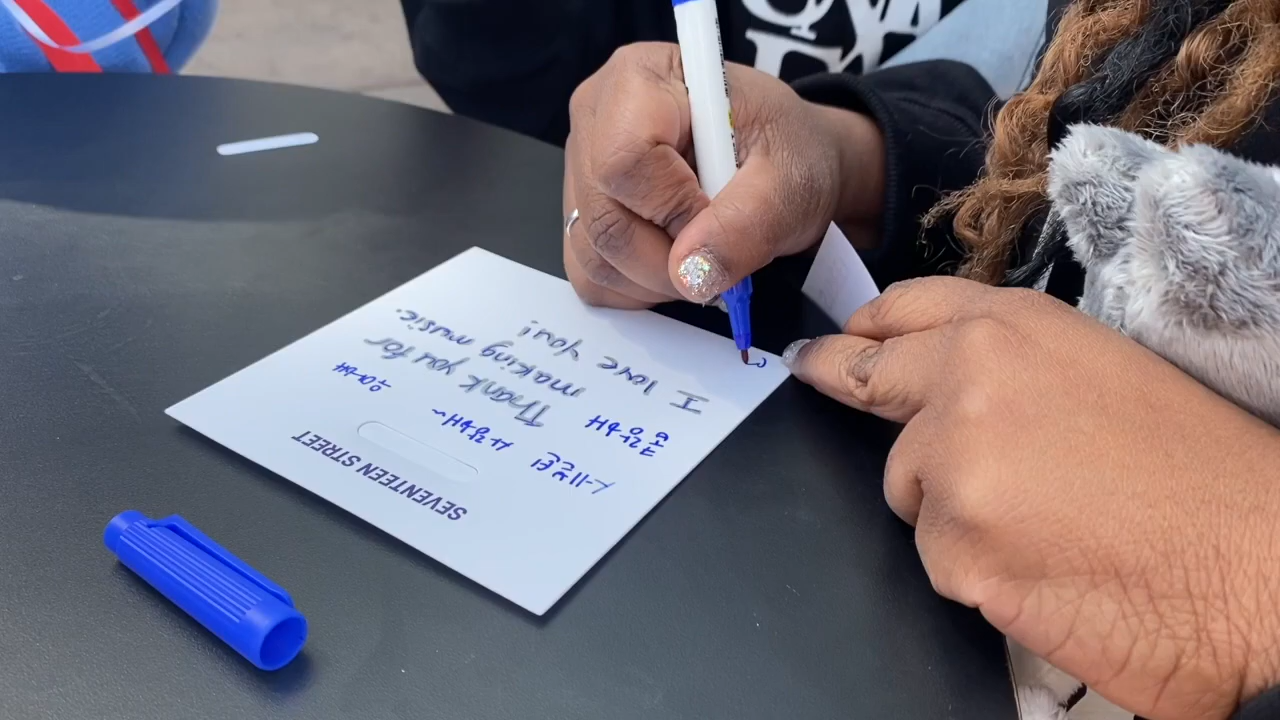 SEVENTEEN STREET
세븐틴 사랑해~
Thank you for
making music.
I love you!